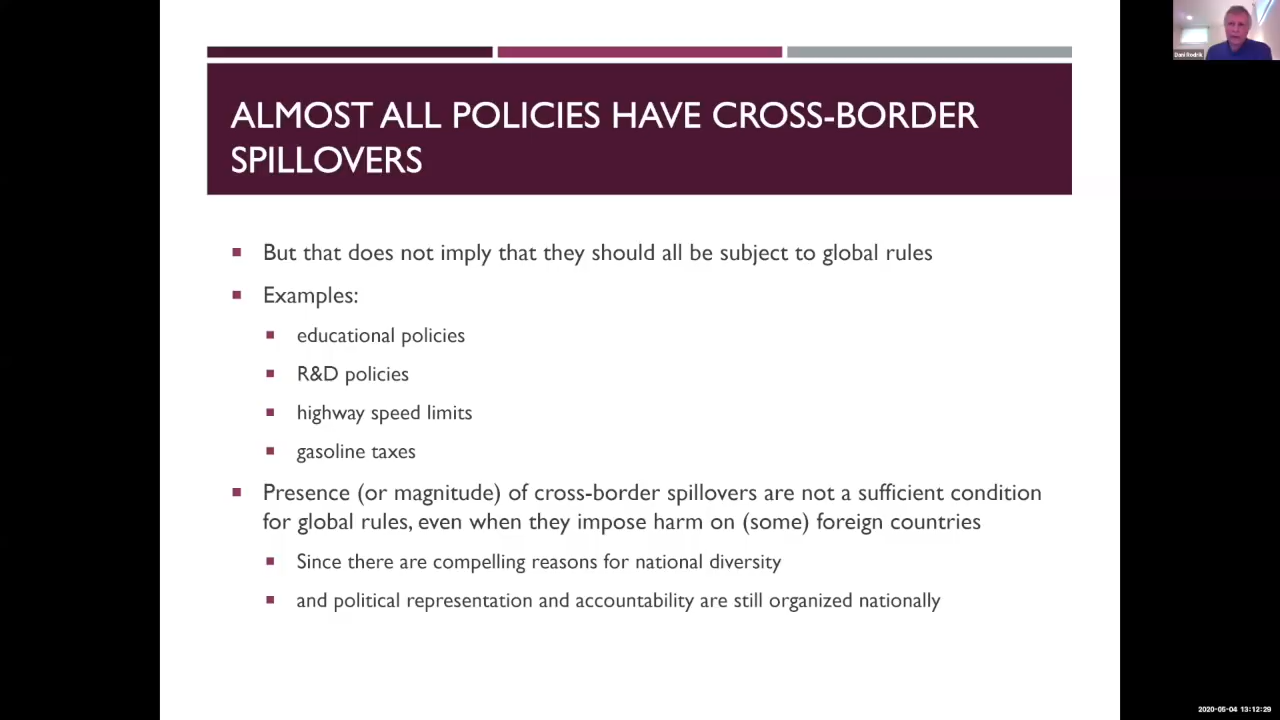 Dani Rodrik
ALMOST ALL POLICIES HAVE CROSS-BORDER
SPILLOVERS
But that does not imply that they should all be subject to global rules
Examples:
educational policies
R&D policies
highway speed limits
gasoline taxes
Presence (or magnitude) of cross-border spillovers are not a sufficient condition
for global rules, even when they impose harm on (some) foreign countries
Since there are compelling reasons for national diversity
and political representation and accountability are still organized nationally
2020-05-04 13:12:29